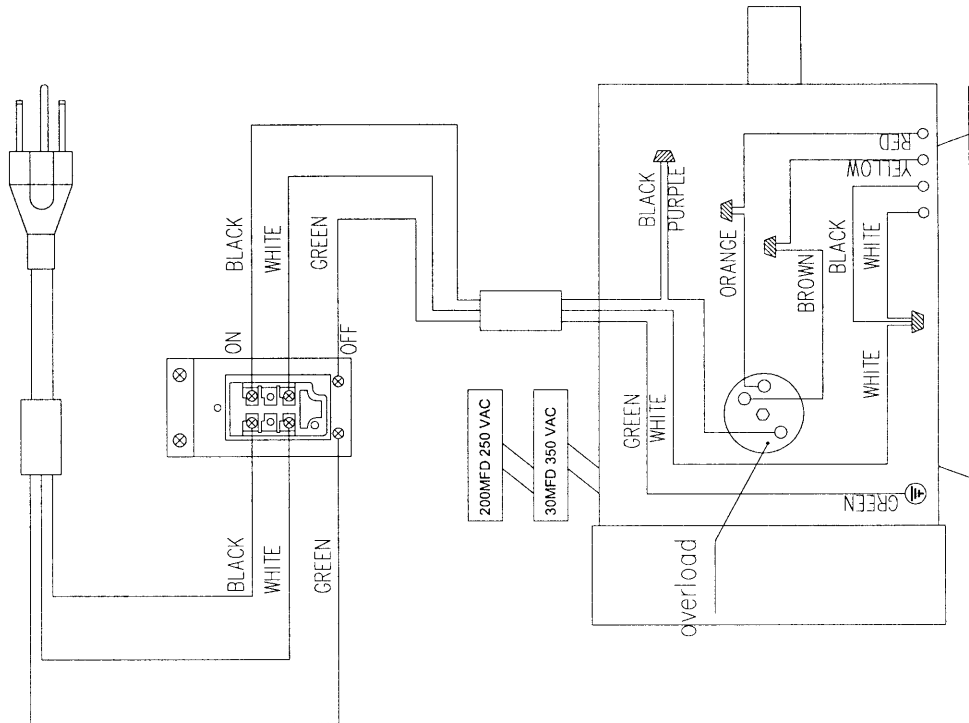 BLACK
WHITE
GREEN
ON
OFF
BLACK
WHITE
GREEN
200MFD 250 VAC
30MFD 350 VAC
BLACK
PURPLE
GREEN
WHITE
ORANGE
BROWN
BLACK
WHITE
WHITE
RED
YELLOW
GREEN
overload